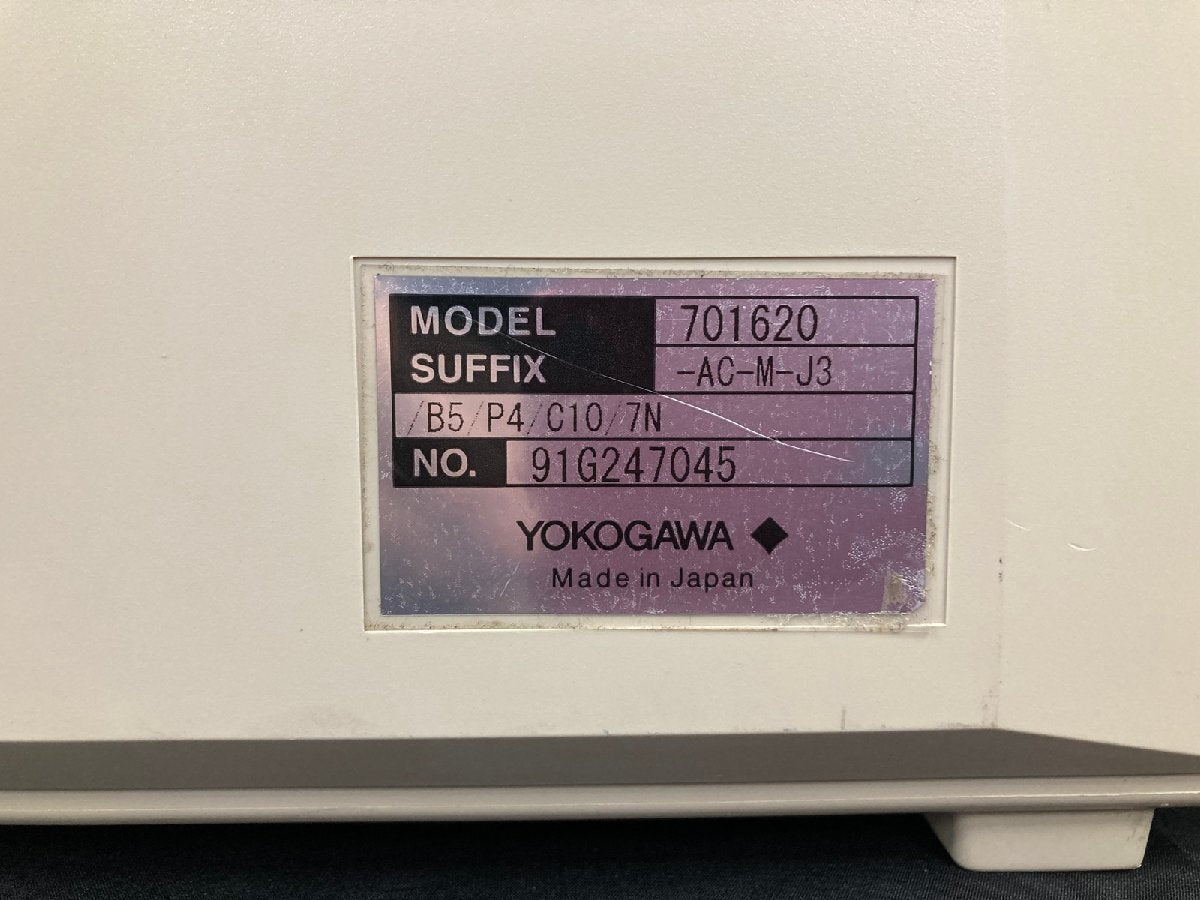 MODEL 701620
SUFFIX -AC-M-J3
/B5/P4/C10/7N
NO. 91G247045
YOKOGAWA
Made in Japan